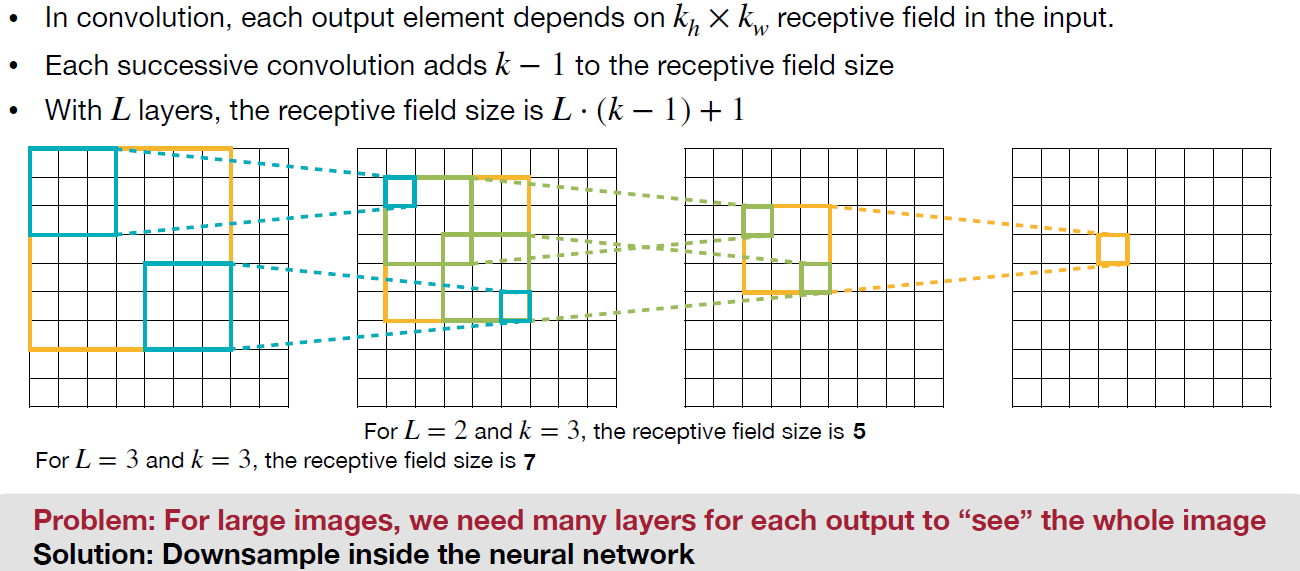 • In convolution, each output element depends on $k_h \times k_w$ receptive field in the input.
• Each successive convolution adds $k - 1$ to the receptive field size
• With $L$ layers, the receptive field size is $L \cdot (k - 1) + 1$
For $L = 2$ and $k = 3$, the receptive field size is 5
For $L = 3$ and $k = 3$, the receptive field size is 7
Problem: For large images, we need many layers for each output to “see” the whole image
Solution: Downsample inside the neural network